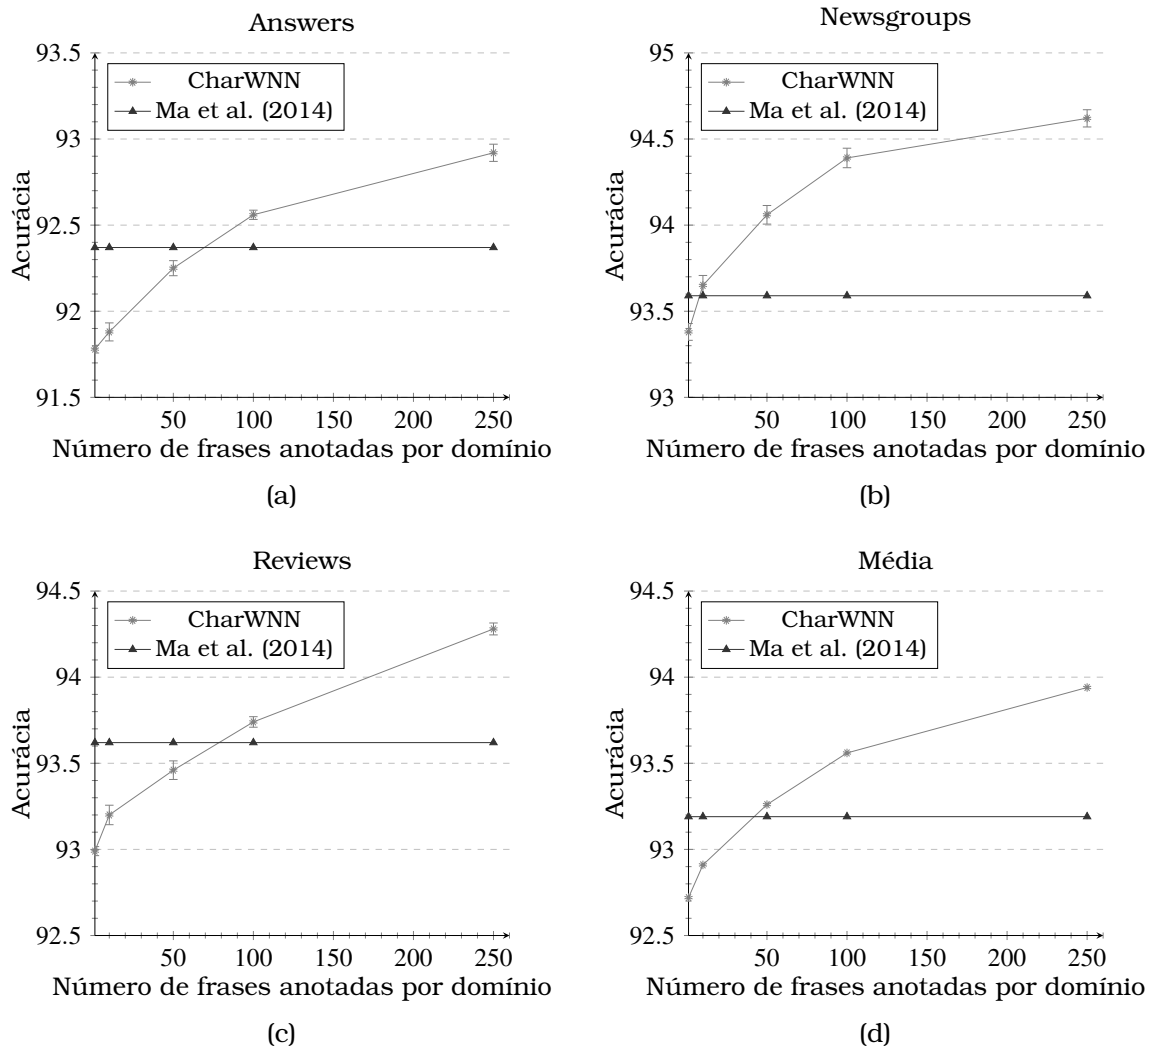 Answers
93.5
93
92.5
92
91.5
CharWNN
Ma et al. (2014)
Acurácia
50 100 150 200 250
Número de frases anotadas por domínio
(a)
Newsgroups
95
94.5
94
93.5
93
CharWNN
Ma et al. (2014)
Acurácia
50 100 150 200 250
Número de frases anotadas por domínio
(b)
Reviews
94.5
94
93.5
93
92.5
CharWNN
Ma et al. (2014)
Acurácia
50 100 150 200 250
Número de frases anotadas por domínio
(c)
Média
94.5
94
93.5
93
92.5
CharWNN
Ma et al. (2014)
Acurácia
50 100 150 200 250
Número de frases anotadas por domínio
(d)